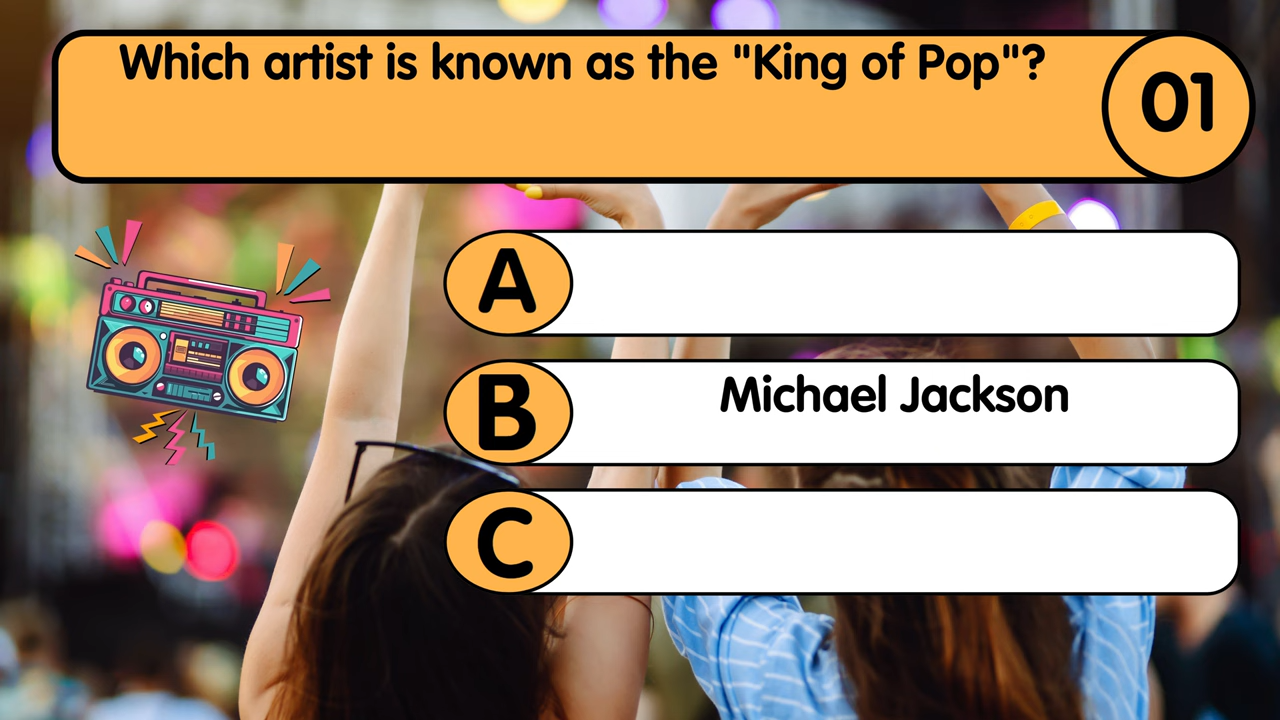 Which artist is known as the "King of Pop"?
01
A
B
Michael Jackson
C